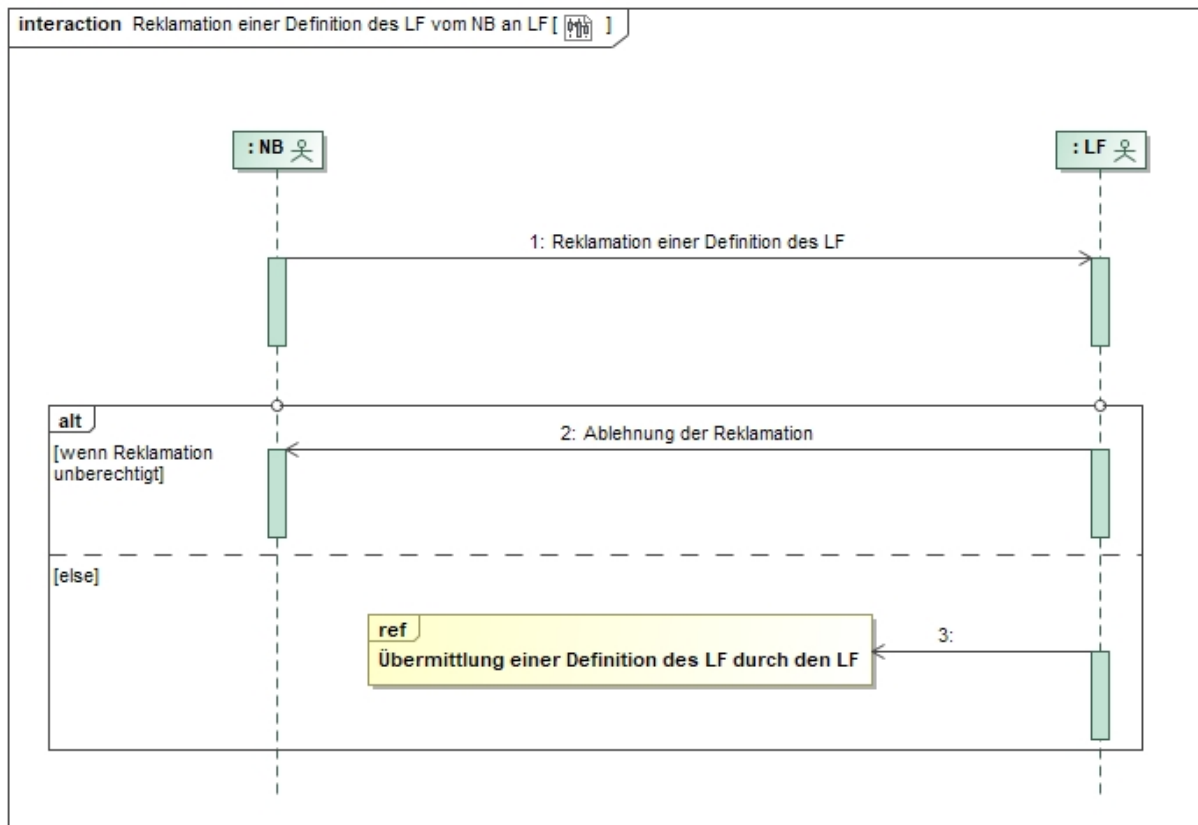 interaction Reklamation einer Definition des LF vom NB an LF [ ]
: NB
: LF
1: Reklamation einer Definition des LF
alt
[wenn Reklamation
unberechtigt]
2: Ablehnung der Reklamation
[else]
ref
Übermittlung einer Definition des LF durch den LF
3: